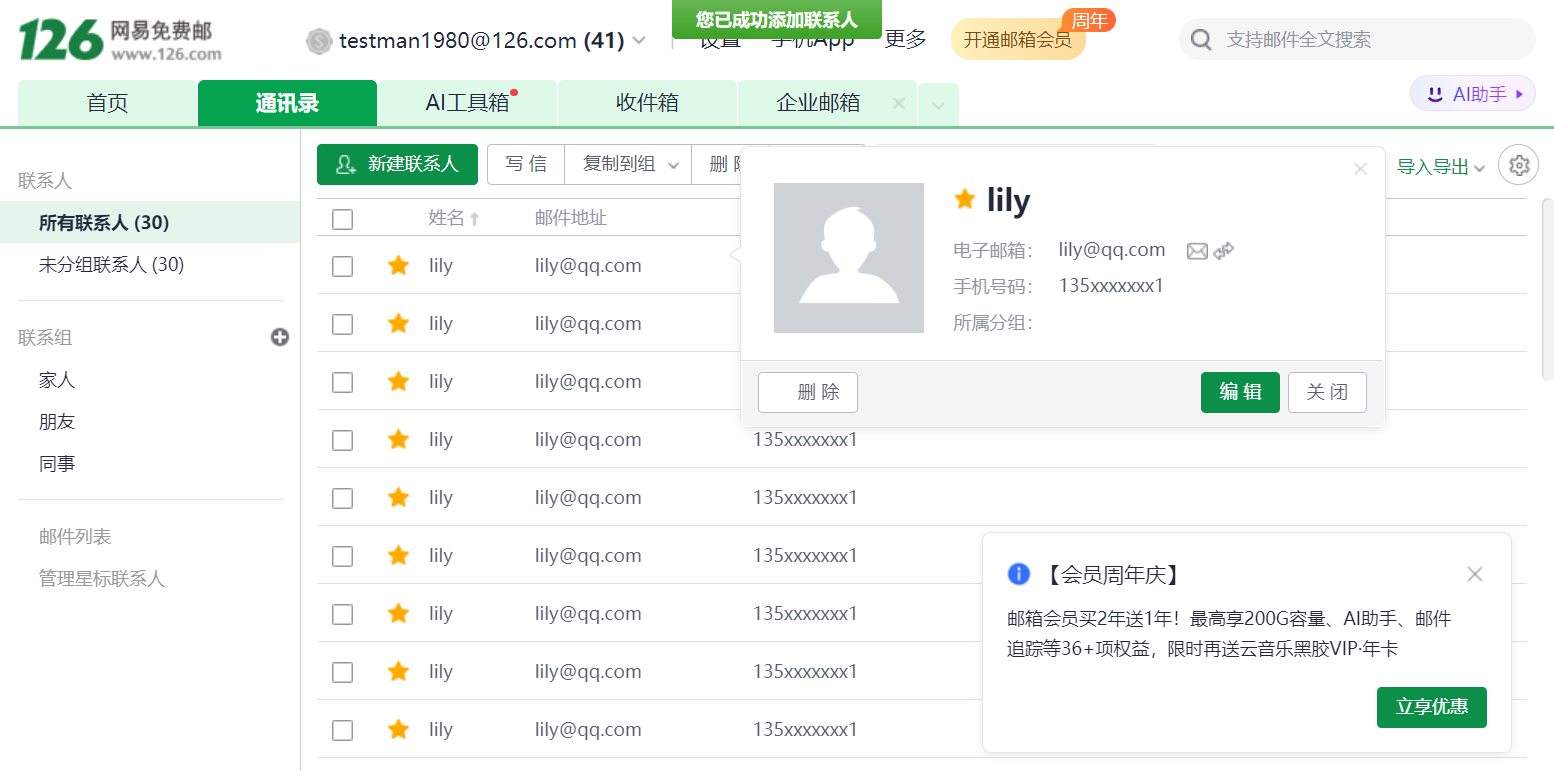 126 网易免费邮
www.126.com
testman1980@126.com (41)
您已成功添加联系人
设置 手机App 更多
开通邮箱会员
周年
支持邮件全文搜索
首页
通讯录
AI工具箱
收件箱
企业邮箱
AI助手
联系人
所有联系人 (30)
未分组联系人 (30)
联系组
家人
朋友
同事
邮件列表
管理星标联系人
新建联系人
写 信
复制到组
删
导入导出
姓名 邮件地址
lily lily@qq.com
lily lily@qq.com
lily lily@qq.com
lily lily@qq.com 135xxxxxxx1
lily lily@qq.com 135xxxxxxx1
lily lily@qq.com 135xxxxxxx1
lily lily@qq.com 135xxxxxxx1
lily lily@qq.com 135xxxxxxx1
lily lily@qq.com 135xxxxxxx1
lily
电子邮箱： lily@qq.com
手机号码： 135xxxxxxx1
所属分组：
删 除
编 辑
关 闭
【会员周年庆】
邮箱会员买2年送1年！最高享200G容量、AI助手、邮件
追踪等36+项权益，限时再送云音乐黑胶VIP·年卡
立享优惠